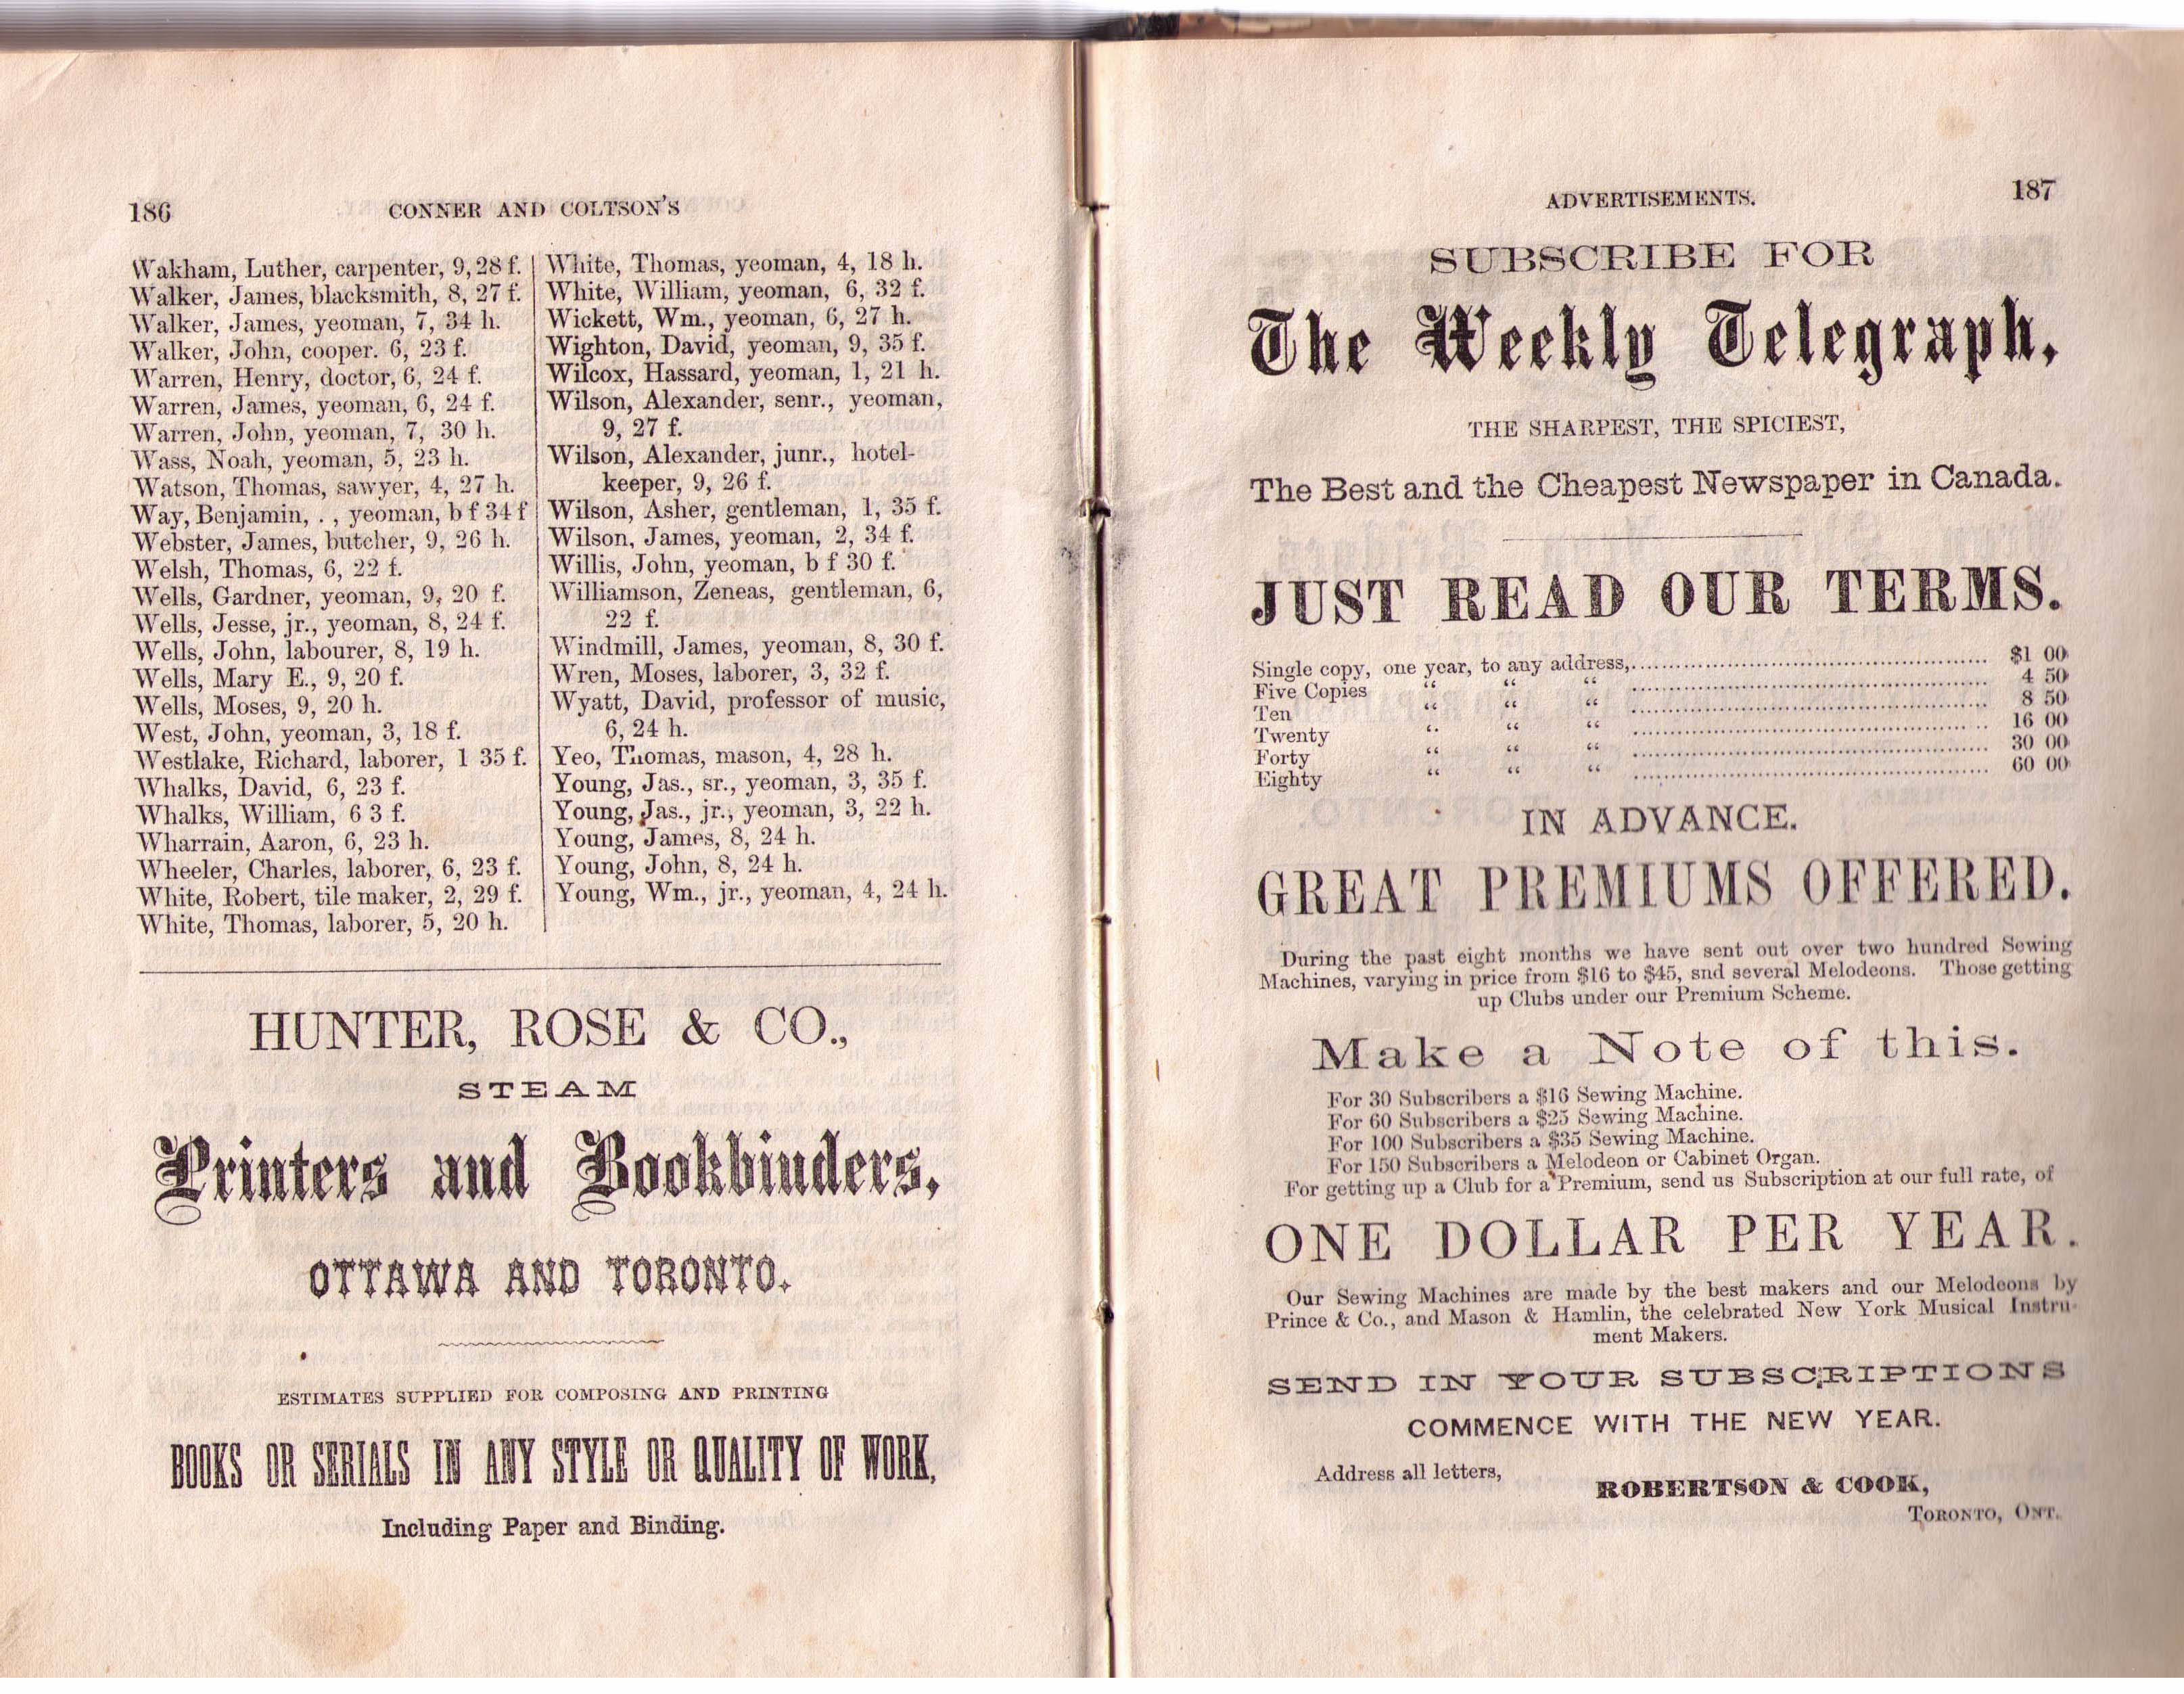 186
CONNER AND COLTSON'S
Wakham, Luther, carpenter, 9, 28 f.
Walker, James, blacksmith, 8, 27 f.
Walker, James, yeoman, 7, 34 h.
Walker, John, cooper. 6, 23 f.
Warren, Henry, doctor, 6, 24 f.
Warren, James, yeoman, 6, 24 f.
Warren, John, yeoman, 7, 30 h.
Wass, Noah, yeoman, 5, 23 h.
Watson, Thomas, sawyer, 4, 27 h.
Way, Benjamin, . , yeoman, b f 34 f
Webster, James, butcher, 9, 26 h.
Welsh, Thomas, 6, 22 f.
Wells, Gardner, yeoman, 9, 20 f.
Wells, Jesse, jr., yeoman, 8, 24 f.
Wells, John, labourer, 8, 19 h.
Wells, Mary E., 9, 20 f.
Wells, Moses, 9, 20 h.
West, John, yeoman, 3, 18 f.
Westlake, Richard, laborer, 1 35 f.
Whalks, David, 6, 23 f.
Whalks, William, 6 3 f.
Wharrain, Aaron, 6, 23 h.
Wheeler, Charles, laborer, 6, 23 f.
White, Robert, tile maker, 2, 29 f.
White, Thomas, laborer, 5, 20 h.
White, Thomas, yeoman, 4, 18 h.
White, William, yeoman, 6, 32 f.
Wickett, Wm., yeoman, 6, 27 h.
Wighton, David, yeoman, 9, 35 f.
Wilcox, Hassard, yeoman, 1, 21 h.
Wilson, Alexander, senr., yeoman,
9, 27 f.
Wilson, Alexander, junr., hotel-
keeper, 9, 26 f.
Wilson, Asher, gentleman, 1, 35 f.
Wilson, James, yeoman, 2, 34 f.
Willis, John, yeoman, b f 30 f.
Williamson, Zeneas, gentleman, 6,
22 f.
Windmill, James, yeoman, 8, 30 f.
Wren, Moses, laborer, 3, 32 f.
Wyatt, David, professor of music,
6, 24 h.
Yeo, Thomas, mason, 4, 28 h.
Young, Jas., sr., yeoman, 3, 35 f.
Young, Jas., jr., yeoman, 3, 22 h.
Young, James, 8, 24 h.
Young, John, 8, 24 h.
Young, Wm., jr., yeoman, 4, 24 h.
HUNTER, ROSE & CO.,
STEAM
Printers and Bookbinders,
OTTAWA AND TORONTO.
ESTIMATES SUPPLIED FOR COMPOSING AND PRINTING
BOOKS OR SERIALS IN ANY STYLE OR QUALITY OF WORK,
Including Paper and Binding.
ADVERTISEMENTS.
187
SUBSCRIBE FOR
The Weekly Telegraph,
THE SHARPEST, THE SPICIEST,
The Best and the Cheapest Newspaper in Canada.
JUST READ OUR TERMS.
Single copy, one year, to any address,........ $1 00
Five Copies " " " ........ 4 50
Ten " " " ........ 8 50
Twenty " " " ........ 16 00
Forty " " " ........ 30 00
Eighty " " " ........ 60 00
IN ADVANCE.
GREAT PREMIUMS OFFERED.
During the past eight months we have sent out over two hundred Sewing
Machines, varying in price from $16 to $45, snd several Melodeons. Those getting
up Clubs under our Premium Scheme.
Make a Note of this.
For 30 Subscribers a $16 Sewing Machine.
For 60 Subscribers a $25 Sewing Machine.
For 100 Subscribers a $35 Sewing Machine.
For 150 Subscribers a Melodeon or Cabinet Organ.
For getting up a Club for a Premium, send us Subscription at our full rate, of
ONE DOLLAR PER YEAR.
Our Sewing Machines are made by the best makers and our Melodeons by
Prince & Co., and Mason & Hamlin, the celebrated New York Musical Instru-
ment Makers.
SEND IN YOUR SUBSCRIPTIONS
COMMENCE WITH THE NEW YEAR.
Address all letters,
ROBERTSON & COOK,
TORONTO, ONT.